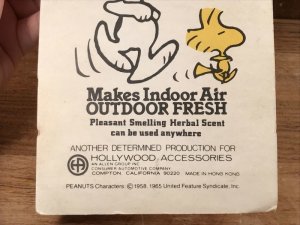 Makes Indoor Air
OUTDOOR FRESH
Pleasant Smelling Herbal Scent
can be used anywhere
ANOTHER DETERMINED PRODUCTION FOR
HOLLYWOOD ACCESSORIES
AN ALLEN GROUP INC
CONSUMER AUTOMOTIVE COMPANY
COMPTON, CALIFORNIA 90220 MADE IN HONG KONG
PEANUTS Characters: © 1958, 1965 United Feature Syndicate, Inc.